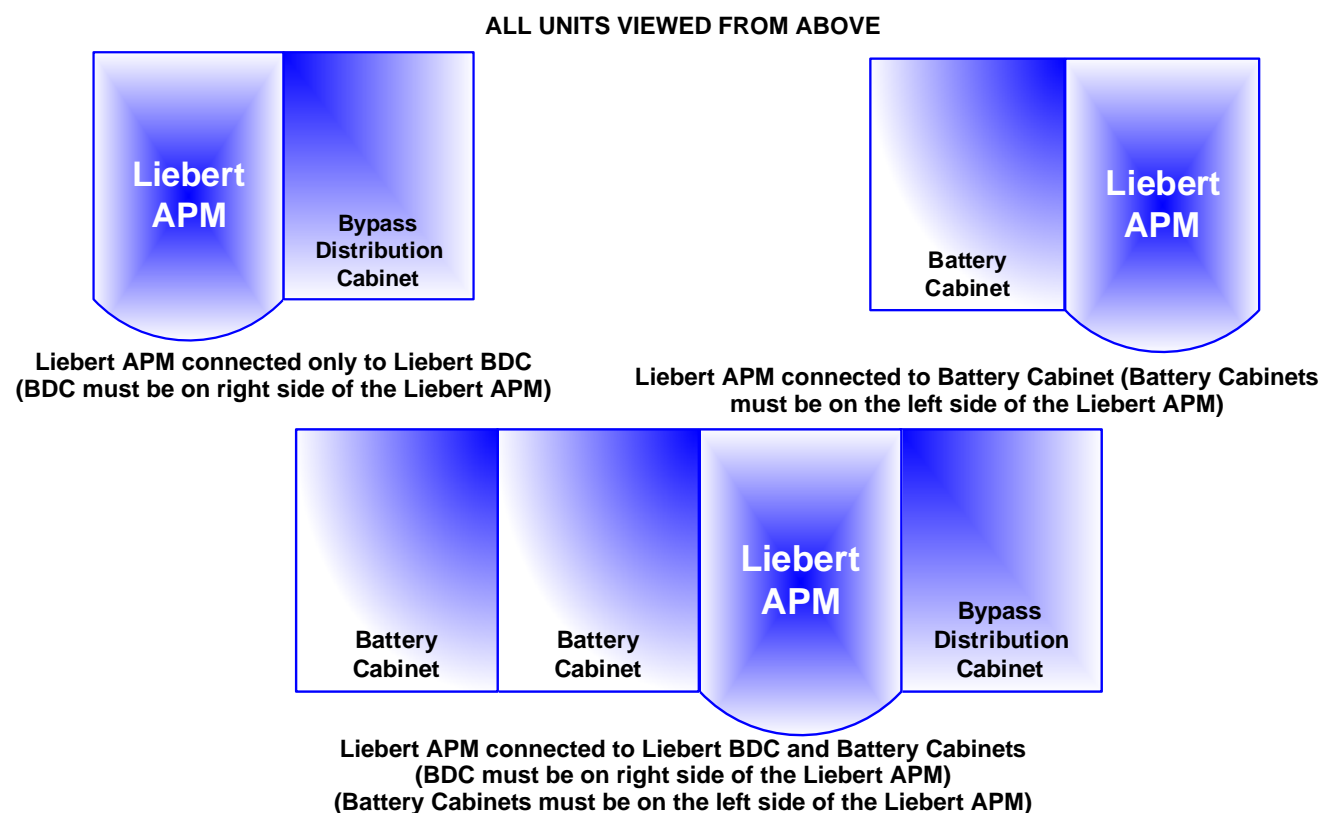 ALL UNITS VIEWED FROM ABOVE
Liebert
APM
Bypass
Distribution
Cabinet
Liebert APM connected only to Liebert BDC
(BDC must be on right side of the Liebert APM)
Battery
Cabinet
Liebert
APM
Liebert APM connected to Battery Cabinet (Battery Cabinets
must be on the left side of the Liebert APM)
Battery
Cabinet
Battery
Cabinet
Liebert
APM
Bypass
Distribution
Cabinet
Liebert APM connected to Liebert BDC and Battery Cabinets
(BDC must be on right side of the Liebert APM)
(Battery Cabinets must be on the left side of the Liebert APM)